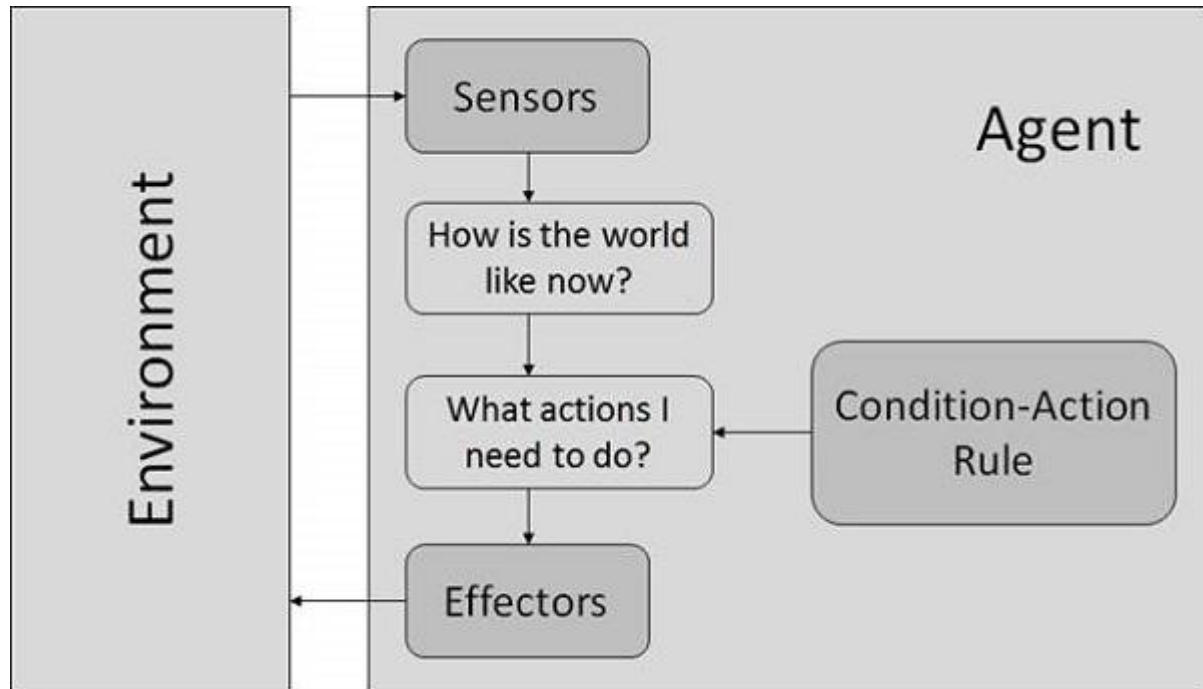 Environment
Sensors
Agent
How is the world
like now?
What actions I
need to do?
Condition-Action
Rule
Effectors